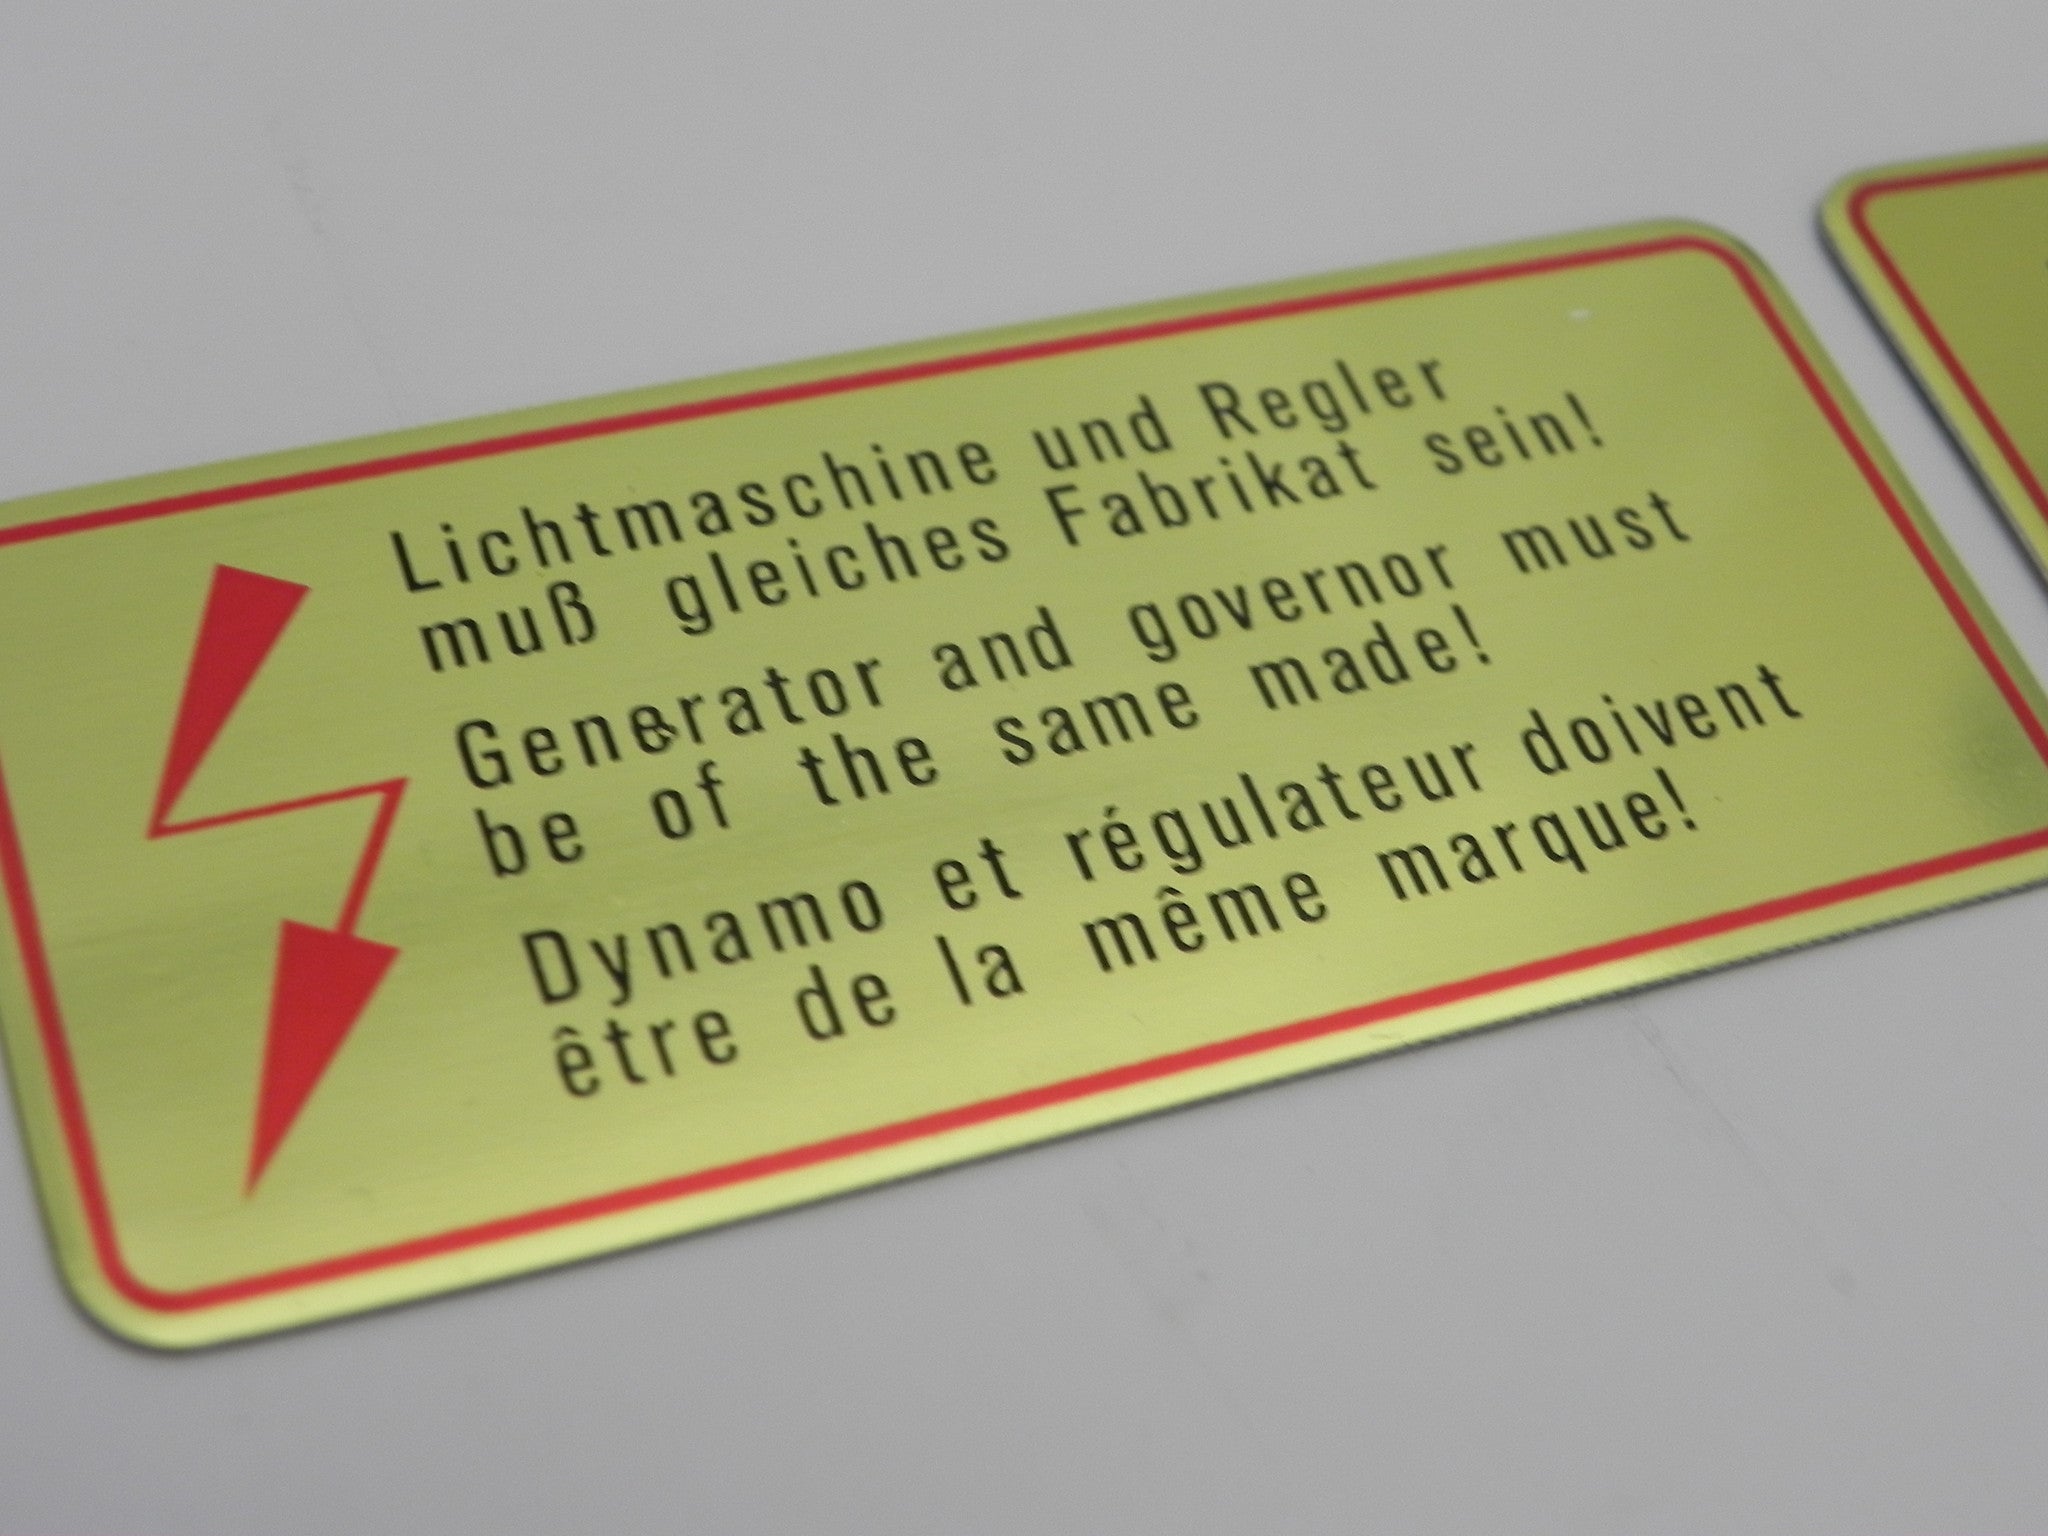 Lichtmaschine und Regler
muß gleiches Fabrikat sein!
Generator and governor must
be of the same made!
Dynamo et régulateur doivent
être de la même marque!